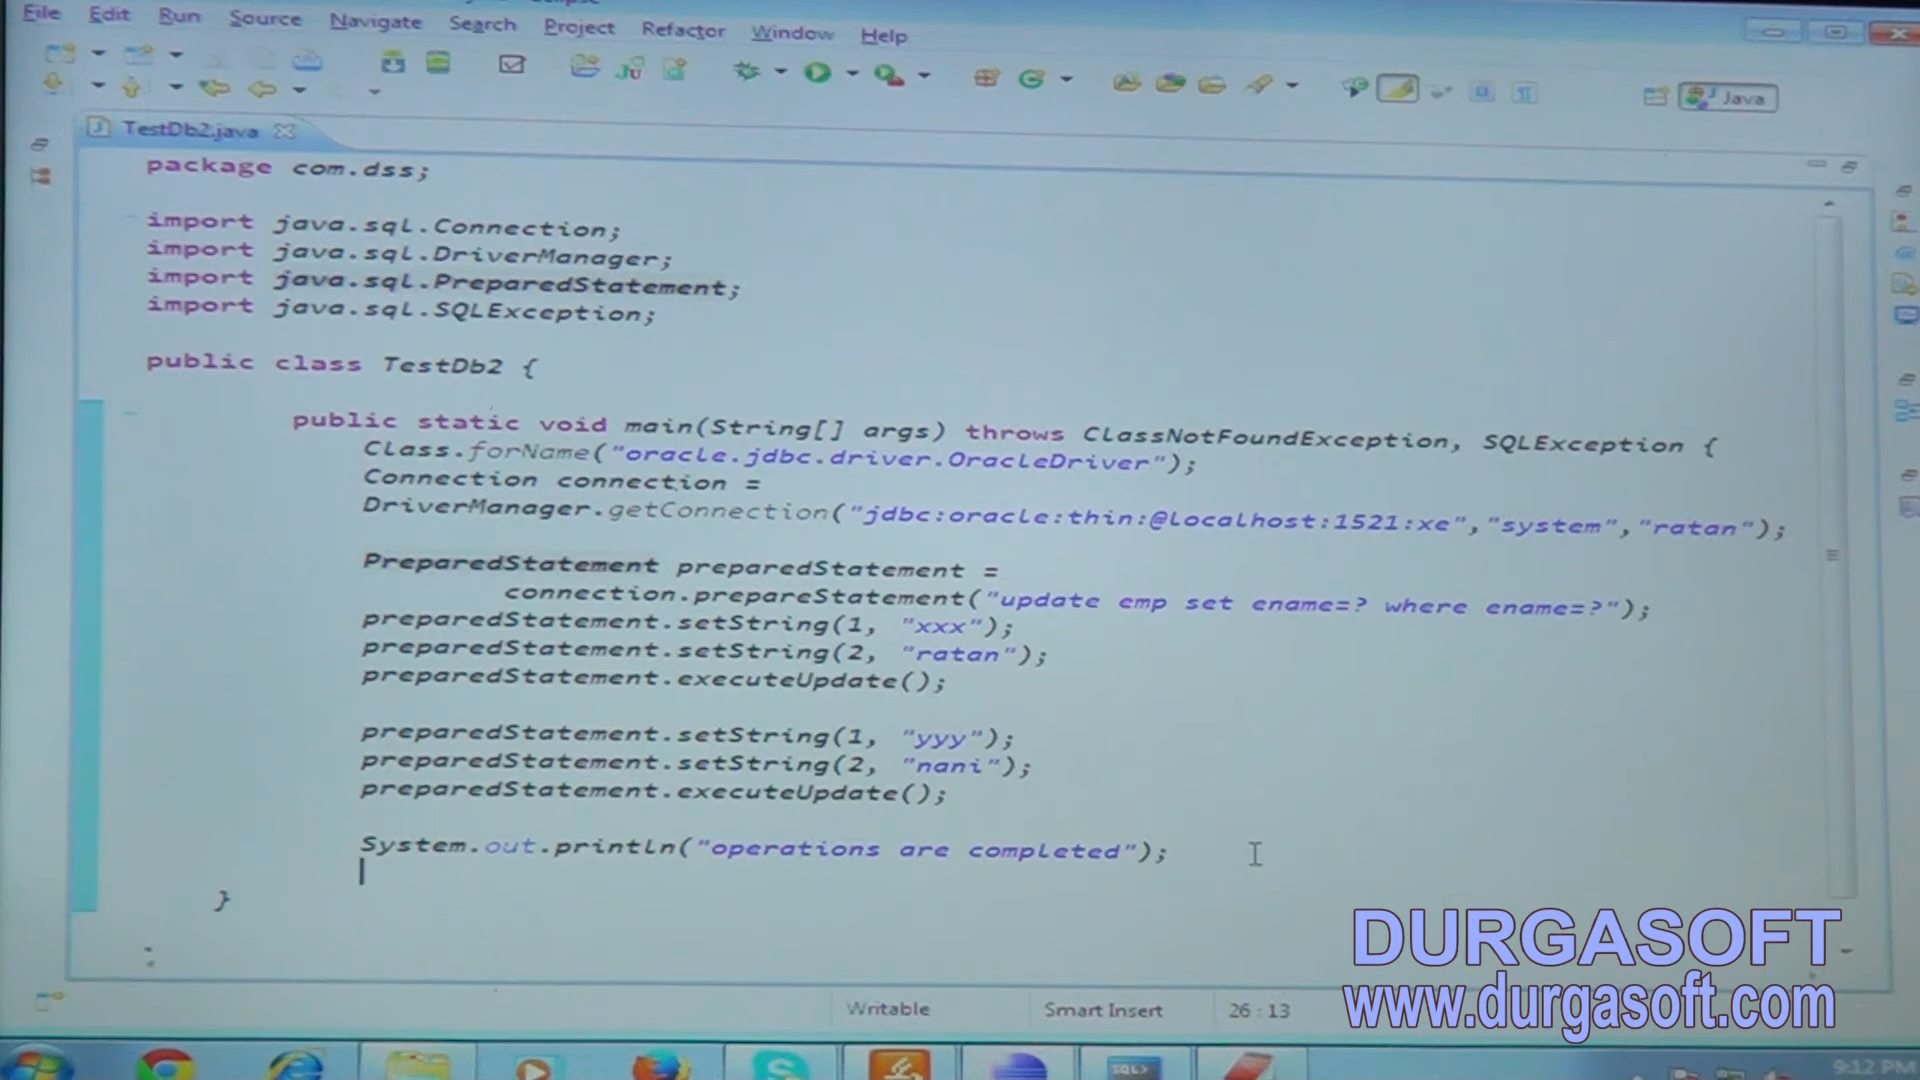 File Edit Run Source Navigate Search Project Refactor Window Help
Java
TestDb2.java
package com.dss;
import java.sql.Connection;
import java.sql.DriverManager;
import java.sql.PreparedStatement;
import java.sql.SQLException;
public class TestDb2 {
public static void main(String[] args) throws ClassNotFoundException, SQLException {
Class.forName("oracle.jdbc.driver.OracleDriver");
Connection connection =
DriverManager.getConnection("jdbc:oracle:thin:@localhost:1521:xe","system","ratan");
PreparedStatement preparedStatement =
connection.prepareStatement("update emp set ename=? where ename=?");
preparedStatement.setString(1, "xxx");
preparedStatement.setString(2, "ratan");
preparedStatement.executeUpdate();
preparedStatement.setString(1, "yyy");
preparedStatement.setString(2, "nani");
preparedStatement.executeUpdate();
System.out.println("operations are completed");
}
DURGASOFT
www.durgasoft.com
Writable Smart Insert 26 : 13
SQL>
9:12 PM